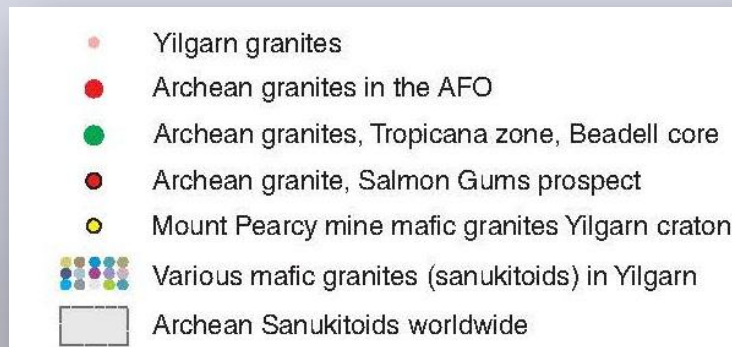 Yilgarn granites
Archean granites in the AFO
Archean granites, Tropicana zone, Beadell core
Archean granite, Salmon Gums prospect
Mount Pearcy mine mafic granites Yilgarn craton
Various mafic granites (sanukitoids) in Yilgarn
Archean Sanukitoids worldwide